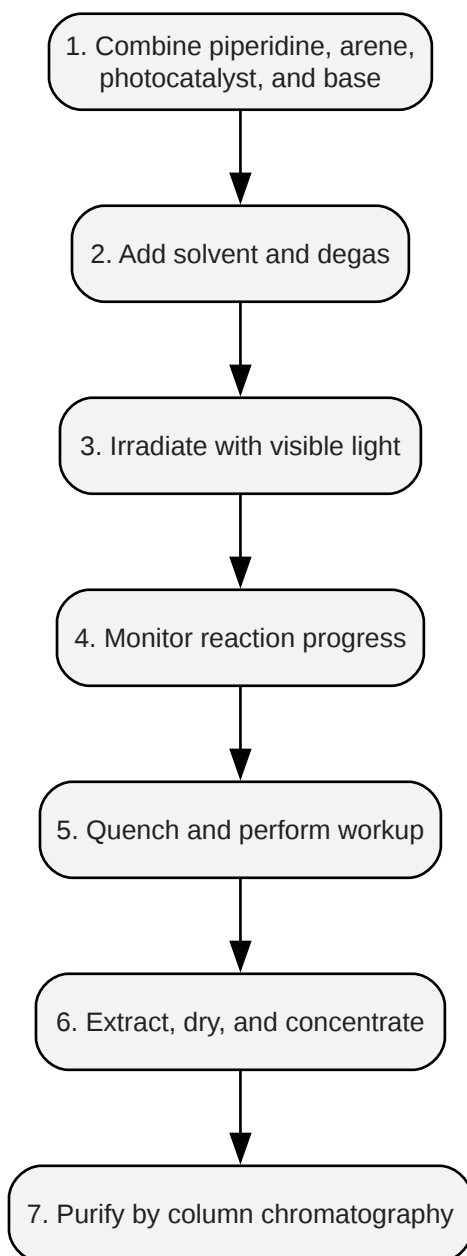 1. Combine piperidine, arene,
photocatalyst, and base
2. Add solvent and degas
3. Irradiate with visible light
4. Monitor reaction progress
5. Quench and perform workup
6. Extract, dry, and concentrate
7. Purify by column chromatography